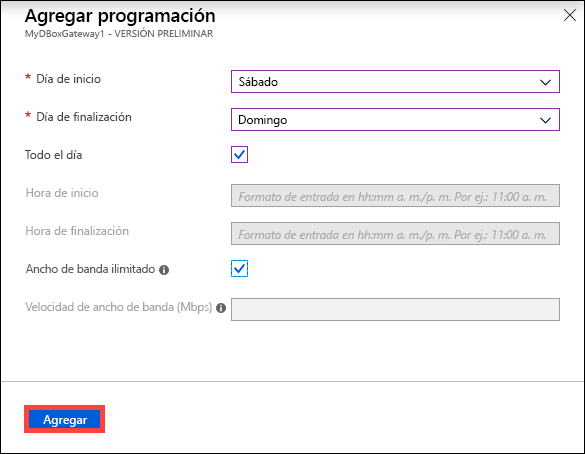 Agregar programación
MyDBoxGateway1 - VERSIÓN PRELIMINAR
* Día de inicio
Sábado
* Día de finalización
Domingo
Todo el día
Hora de inicio
Formato de entrada en hh:mm a. m./p. m. Por ej.: 11:00 a. m.
Hora de finalización
Formato de entrada en hh:mm a. m./p. m. Por ej.: 11:00 a. m.
Ancho de banda ilimitado
Velocidad de ancho de banda (Mbps)
Agregar